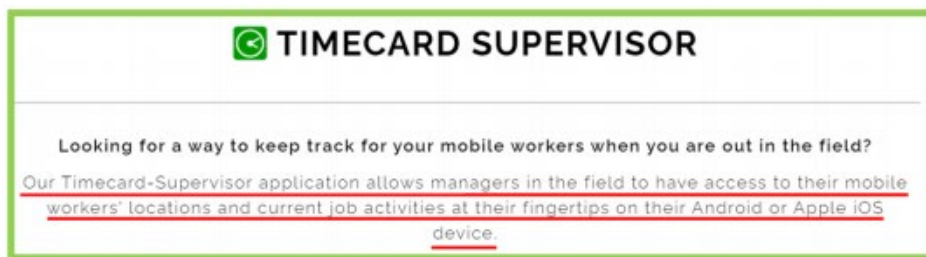 TIMECARD SUPERVISOR
Looking for a way to keep track for your mobile workers when you are out in the field?
Our Timecard-Supervisor application allows managers in the field to have access to their mobile
workers' locations and current job activities at their fingertips on their Android or Apple iOS
device.